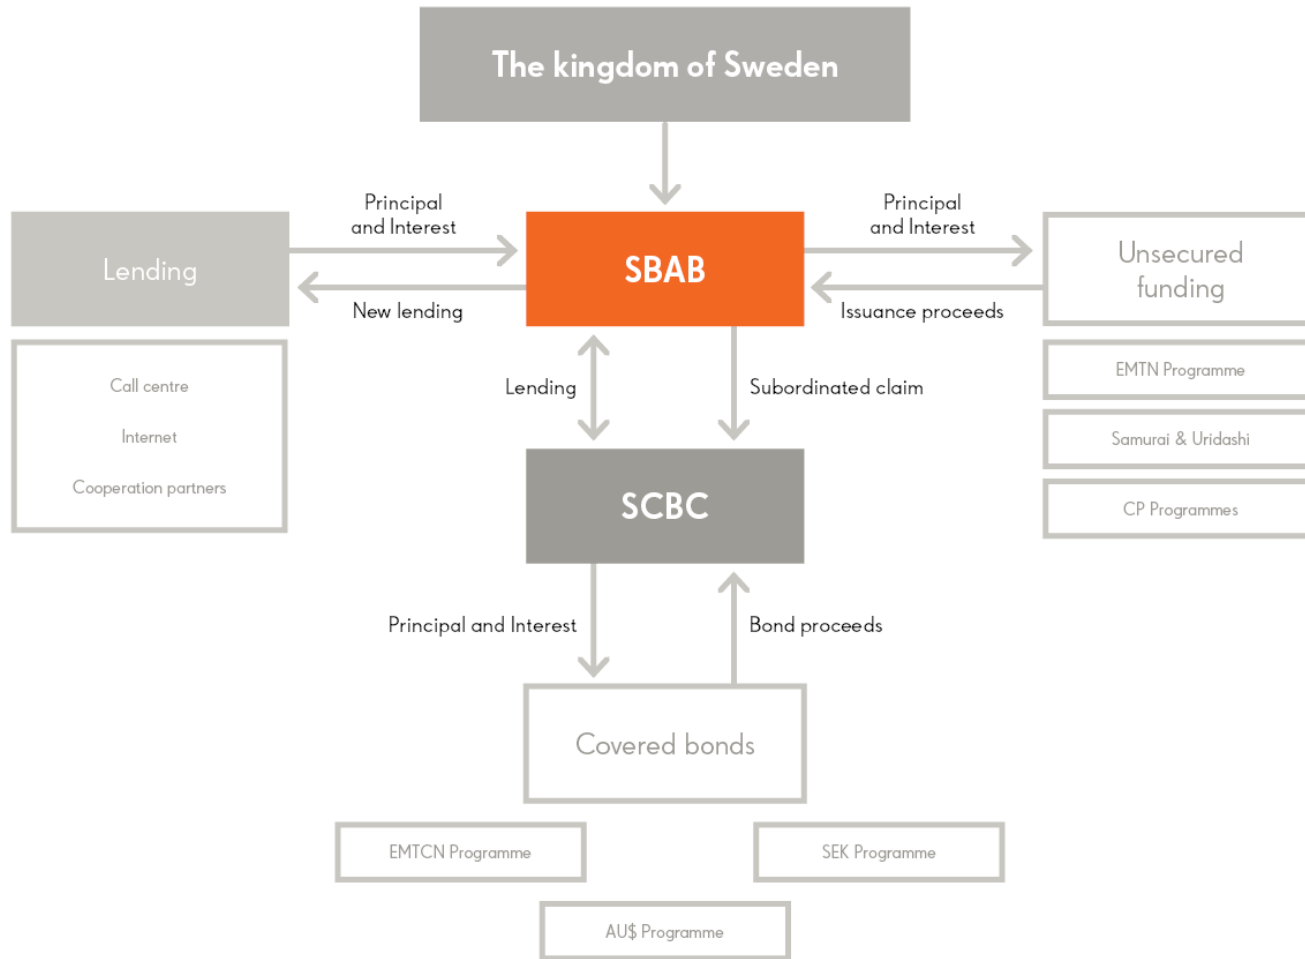 The kingdom of Sweden
Principal
and Interest
Principal
and Interest
Lending
SBAB
Unsecured
funding
New lending
Issuance proceeds
Call centre
Internet
Cooperation partners
Lending
Subordinated claim
EMTN Programme
Samurai & Uridashi
CP Programmes
SCBC
Principal and Interest
Bond proceeds
Covered bonds
EMTCN Programme
SEK Programme
AU$ Programme